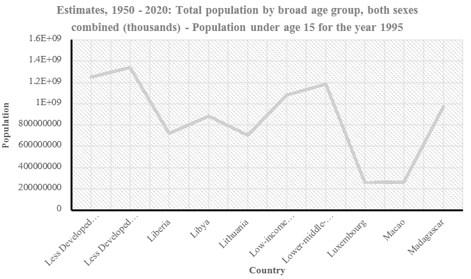 Estimates, 1950 - 2020: Total population by broad age group, both sexes
combined (thousands) - Population under age 15 for the year 1995
1.6E+09
1.4E+09
1.2E+09
1E+09
800000000
600000000
400000000
200000000
0
Population
Less Developed…
Less Developed…
Liberia
Libya
Lithuania
Low-income…
Lower-middle-…
Luxembourg
Macao
Madagascar
Country